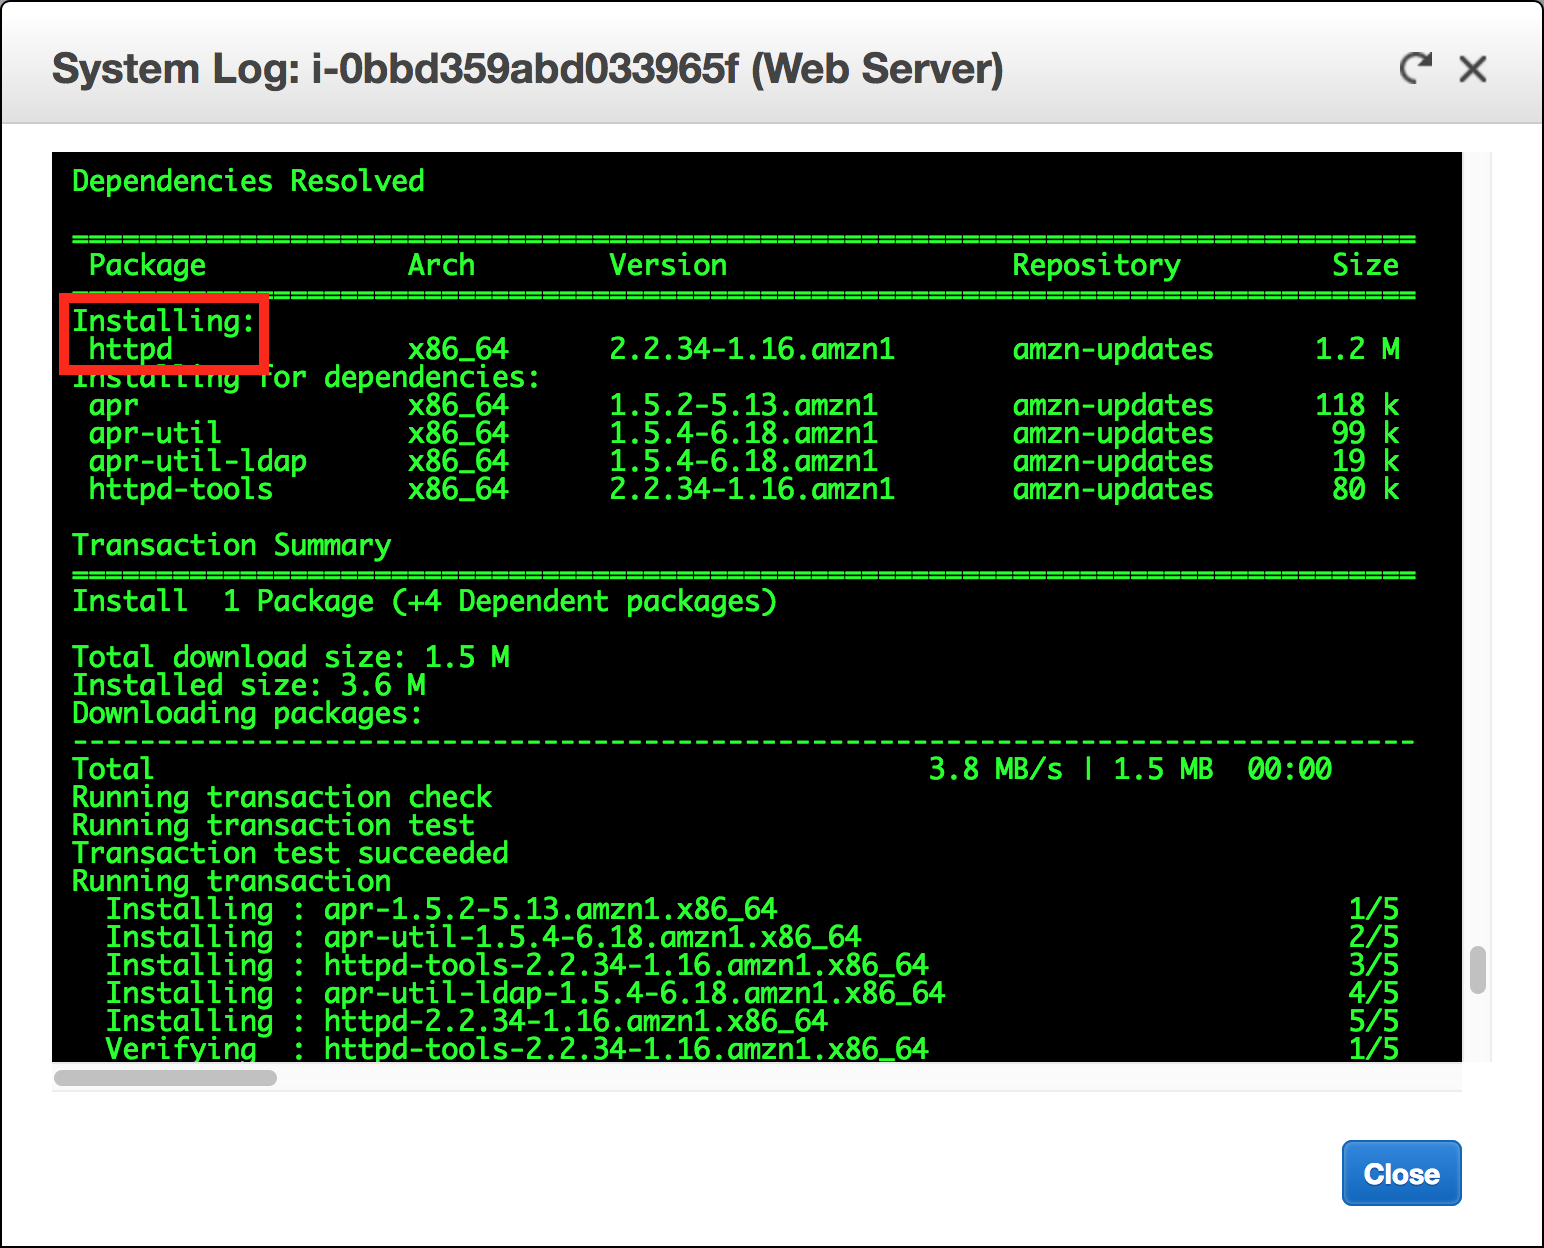 System Log: i-0bbd359abd033965f (Web Server)
Dependencies Resolved
================================================================================
Package Arch Version Repository Size
================================================================================
Installing:
httpd x86_64 2.2.34-1.16.amzn1 amzn-updates 1.2 M
Installing for dependencies:
apr x86_64 1.5.2-5.13.amzn1 amzn-updates 118 k
apr-util x86_64 1.5.4-6.18.amzn1 amzn-updates 99 k
apr-util-ldap x86_64 1.5.4-6.18.amzn1 amzn-updates 19 k
httpd-tools x86_64 2.2.34-1.16.amzn1 amzn-updates 80 k
Transaction Summary
================================================================================
Install 1 Package (+4 Dependent packages)
Total download size: 1.5 M
Installed size: 3.6 M
Downloading packages:
--------------------------------------------------------------------------------
Total 3.8 MB/s | 1.5 MB 00:00
Running transaction check
Running transaction test
Transaction test succeeded
Running transaction
Installing : apr-1.5.2-5.13.amzn1.x86_64 1/5
Installing : apr-util-1.5.4-6.18.amzn1.x86_64 2/5
Installing : httpd-tools-2.2.34-1.16.amzn1.x86_64 3/5
Installing : apr-util-ldap-1.5.4-6.18.amzn1.x86_64 4/5
Installing : httpd-2.2.34-1.16.amzn1.x86_64 5/5
Verifying : httpd-tools-2.2.34-1.16.amzn1.x86_64 1/5
Close